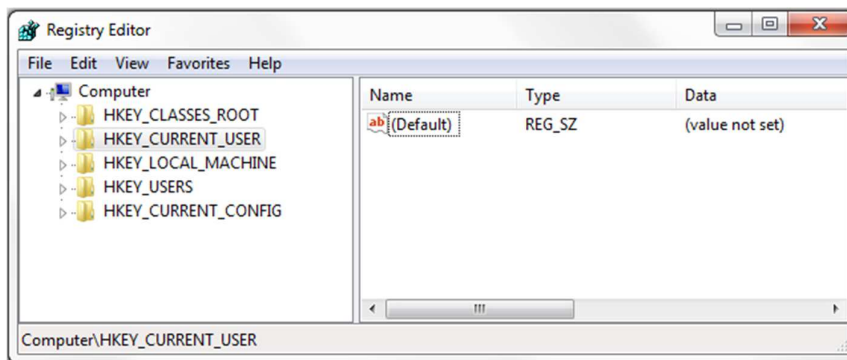 Registry Editor
File Edit View Favorites Help
Computer
HKEY_CLASSES_ROOT
HKEY_CURRENT_USER
HKEY_LOCAL_MACHINE
HKEY_USERS
HKEY_CURRENT_CONFIG
Name Type Data
ab (Default) REG_SZ (value not set)
Computer\HKEY_CURRENT_USER